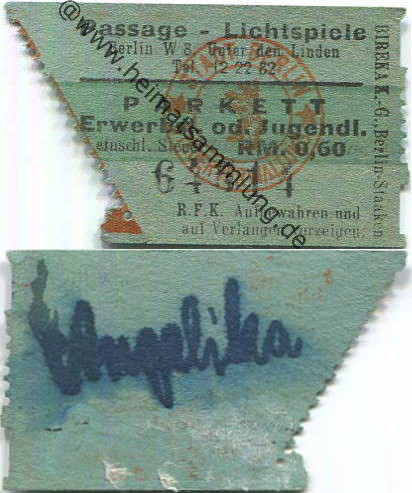 Passage - Lichtspiele
Berlin W 8, Unter den Linden
Tel. 12 22 82
PARKETT
Erwerbsl. od. Jugendl.
einschl. Steuer RM. 0,60
R.F.K. Aufbewahren und
auf Verlangen vorzeigen.
BIREKA K.-G., Berlin-Staaken
www.heimatsammlung.de
Angelika